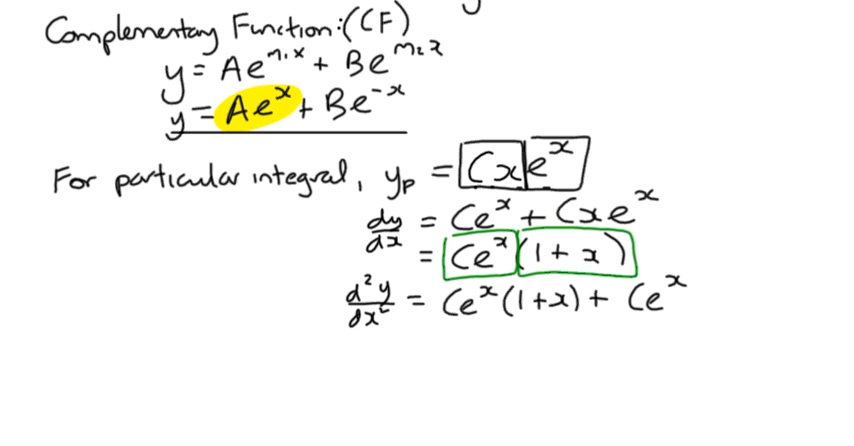 Complementary Function:(CF)
y = Ae^m₁x + Be^m₂x
y = Ae^x + Be^-x
For particular integral, yₚ = Cxe^x
dy/dx = Ce^x + Cxe^x
= Ce^x(1 + x)
d²y/dx² = Ce^x(1+x) + Ce^x